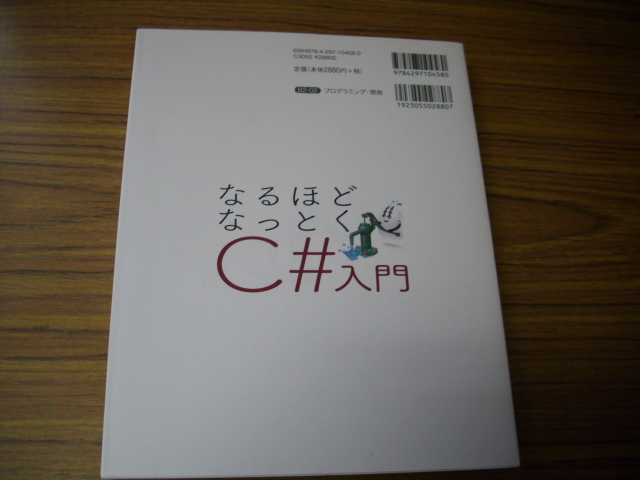 ISBN978-4-297-10458-0
C3055 ¥2880E
定価(本体2880円+税)
B2-02 プログラミング・開発
9784297104580
1923055028807
なるほど
なっとく
C#入門